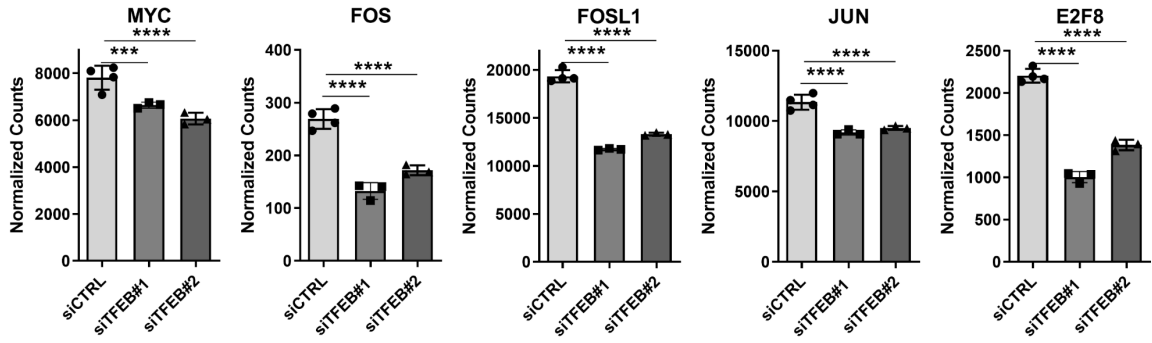 MYC
****
***
Normalized Counts
8000
6000
4000
2000
0
siCTRL
siTFEB#1
siTFEB#2
FOS
****
****
Normalized Counts
400
300
200
100
0
siCTRL
siTFEB#1
siTFEB#2
FOSL1
****
****
Normalized Counts
20000
15000
10000
5000
0
siCTRL
siTFEB#1
siTFEB#2
JUN
****
****
Normalized Counts
15000
10000
5000
0
siCTRL
siTFEB#1
siTFEB#2
E2F8
****
****
Normalized Counts
2500
2000
1500
1000
500
0
siCTRL
siTFEB#1
siTFEB#2